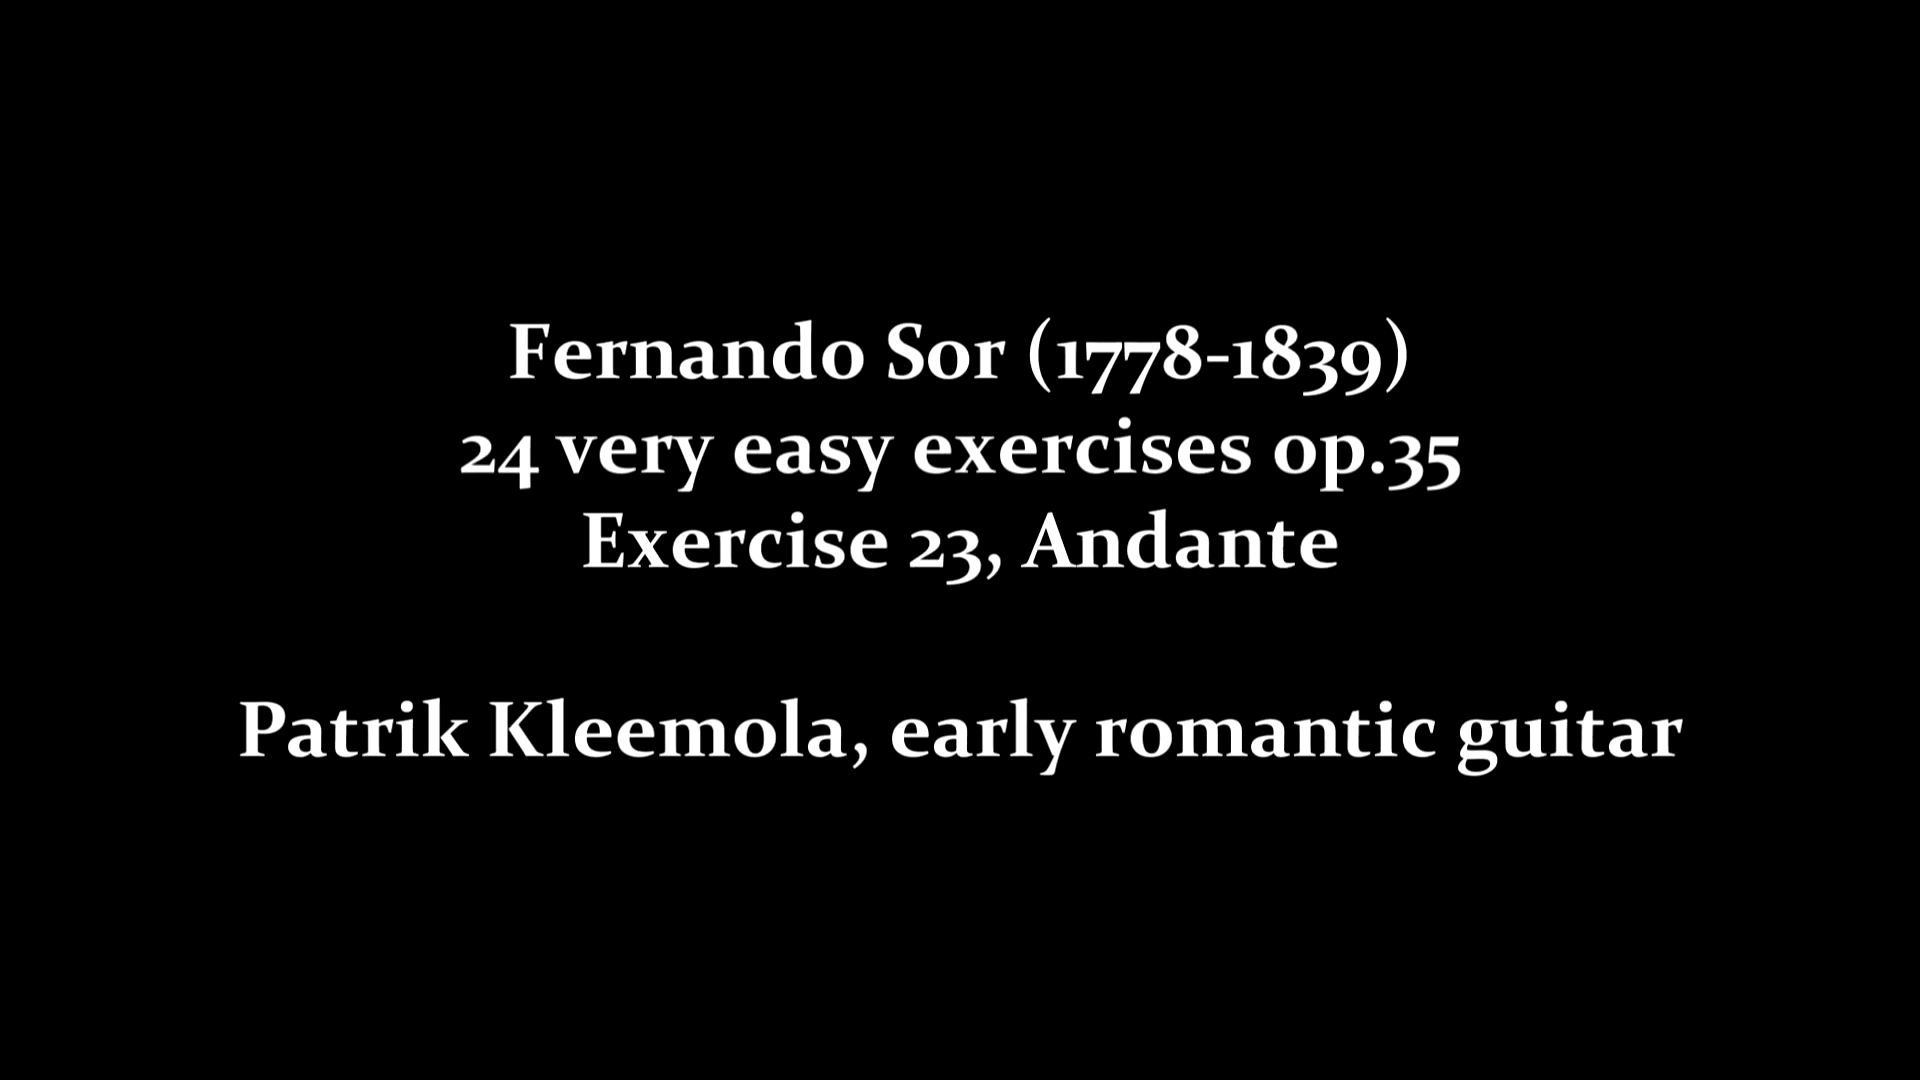 Fernando Sor (1778-1839)
24 very easy exercises op.35
Exercise 23, Andante
Patrik Kleemola, early romantic guitar